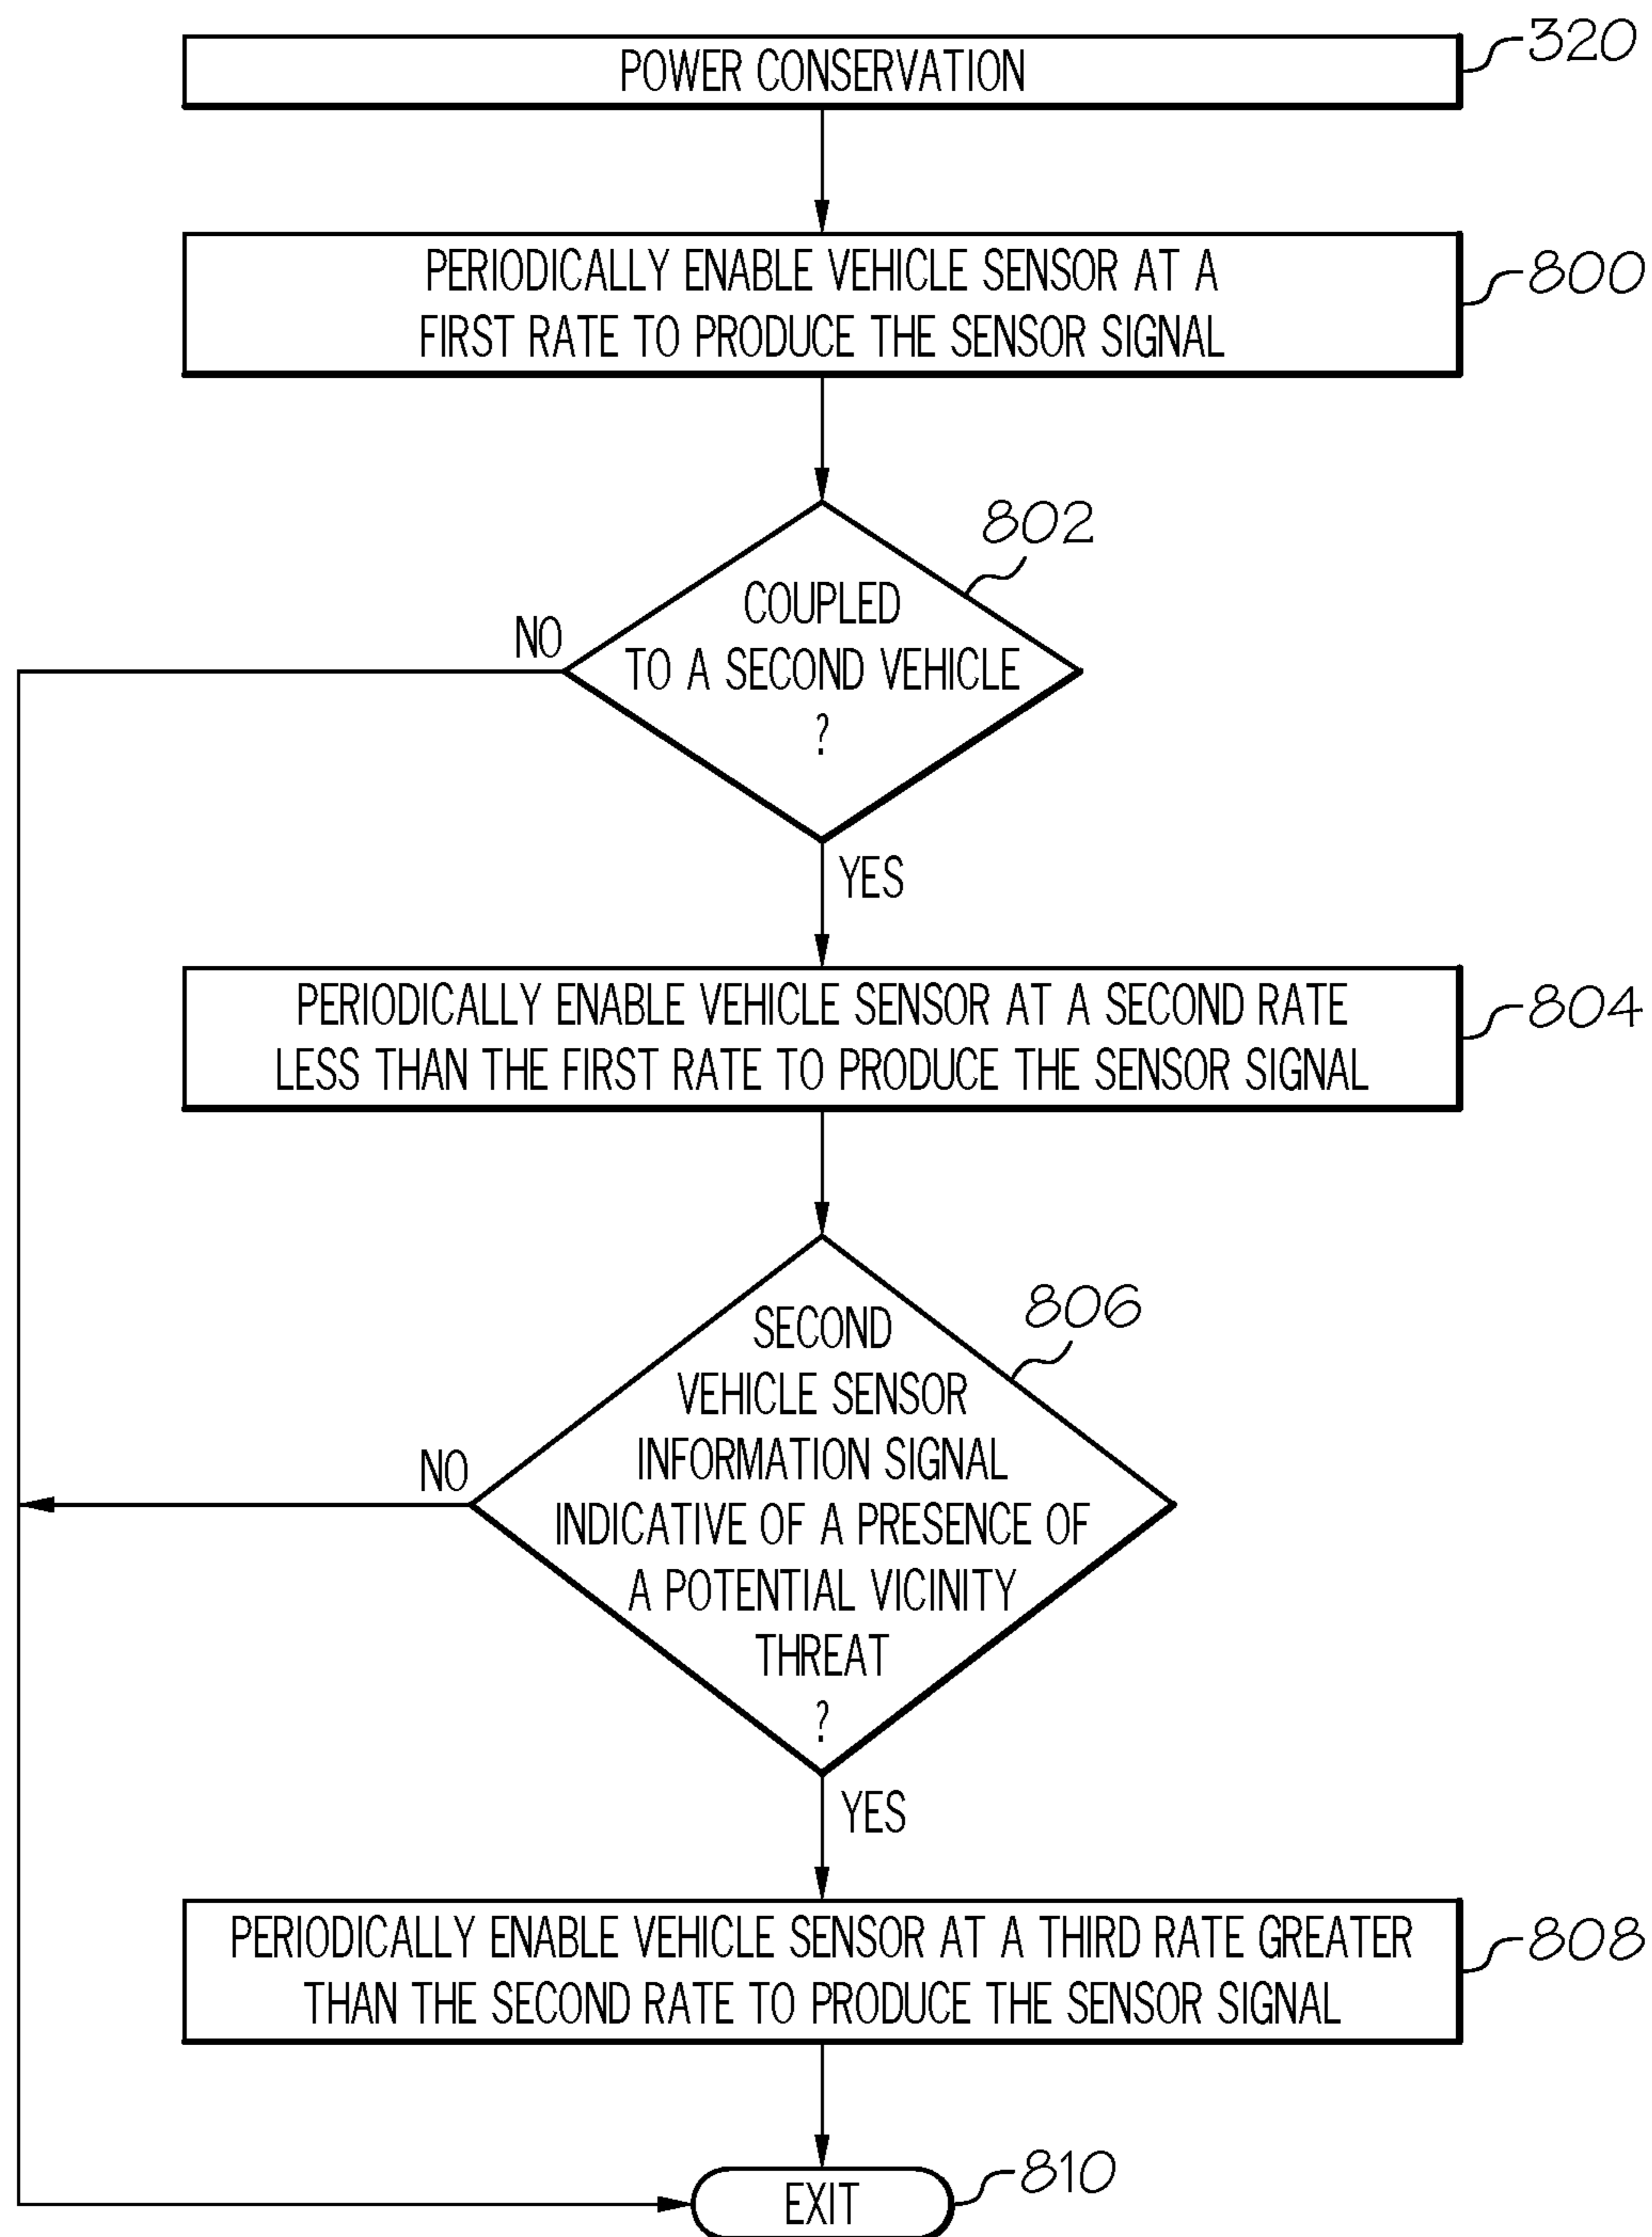 POWER CONSERVATION
320
PERIODICALLY ENABLE VEHICLE SENSOR AT A
FIRST RATE TO PRODUCE THE SENSOR SIGNAL
800
802
COUPLED
TO A SECOND VEHICLE
?
NO
YES
PERIODICALLY ENABLE VEHICLE SENSOR AT A SECOND RATE
LESS THAN THE FIRST RATE TO PRODUCE THE SENSOR SIGNAL
804
806
SECOND
VEHICLE SENSOR
INFORMATION SIGNAL
INDICATIVE OF A PRESENCE OF
A POTENTIAL VICINITY
THREAT
?
NO
YES
PERIODICALLY ENABLE VEHICLE SENSOR AT A THIRD RATE GREATER
THAN THE SECOND RATE TO PRODUCE THE SENSOR SIGNAL
808
EXIT
810